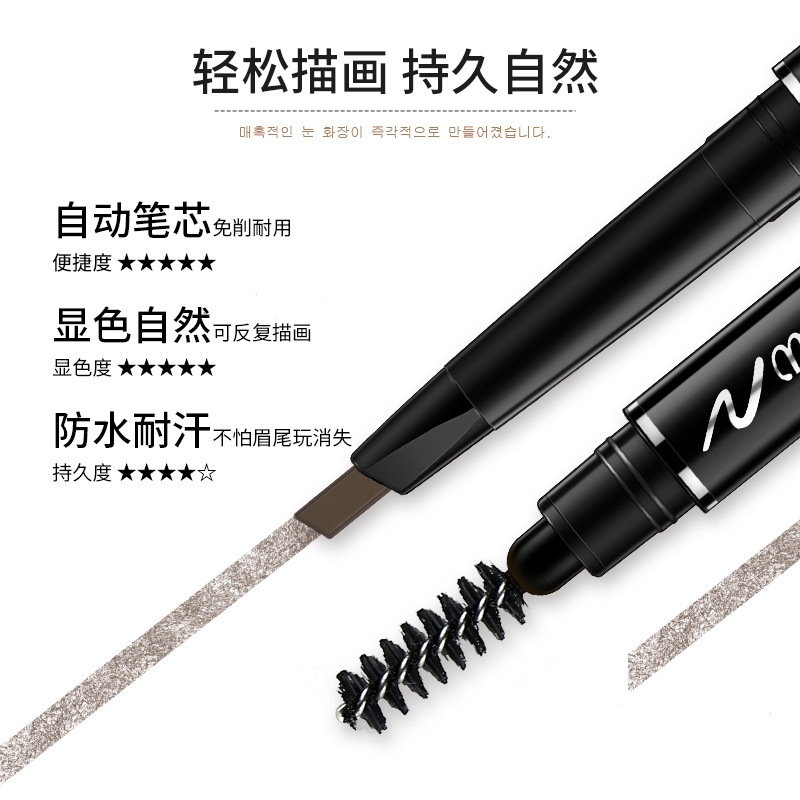 轻松描画 持久自然
매혹적인 눈 화장이 즉각적으로 만들어졌습니다.
自动笔芯免削耐用
便捷度 ★★★★★
显色自然可反复描画
显色度 ★★★★★
防水耐汗不怕眉尾玩消失
持久度 ★★★★☆